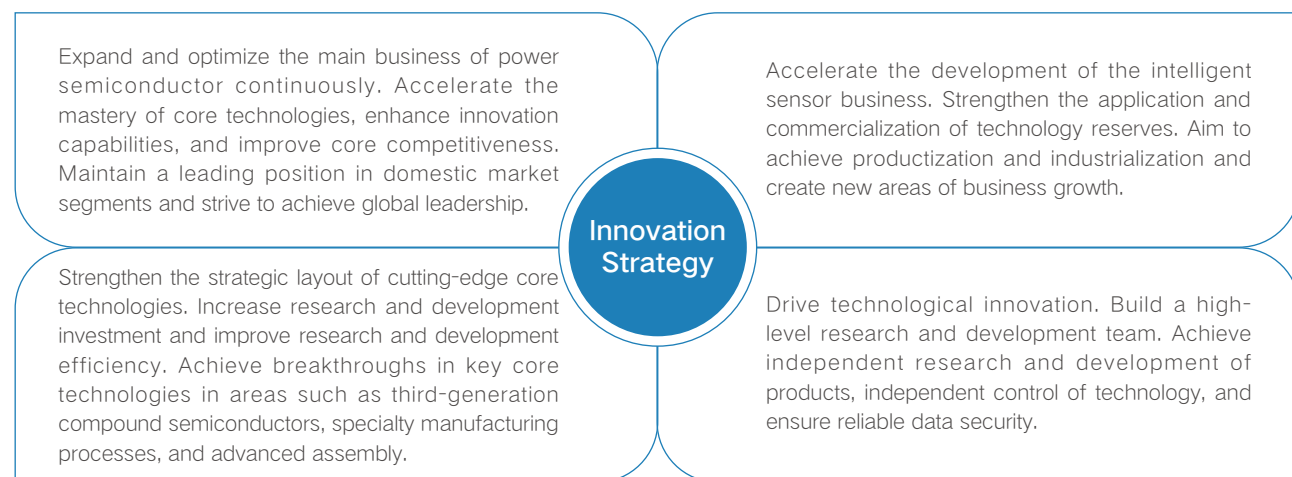 Expand and optimize the main business of power
semiconductor continuously. Accelerate the
mastery of core technologies, enhance innovation
capabilities, and improve core competitiveness.
Maintain a leading position in domestic market
segments and strive to achieve global leadership.
Accelerate the development of the intelligent
sensor business. Strengthen the application and
commercialization of technology reserves. Aim to
achieve productization and industrialization and
create new areas of business growth.
Innovation
Strategy
Strengthen the strategic layout of cutting-edge core
technologies. Increase research and development
investment and improve research and development
efficiency. Achieve breakthroughs in key core
technologies in areas such as third-generation
compound semiconductors, specialty manufacturing
processes, and advanced assembly.
Drive technological innovation. Build a high-
level research and development team. Achieve
independent research and development of
products, independent control of technology, and
ensure reliable data security.